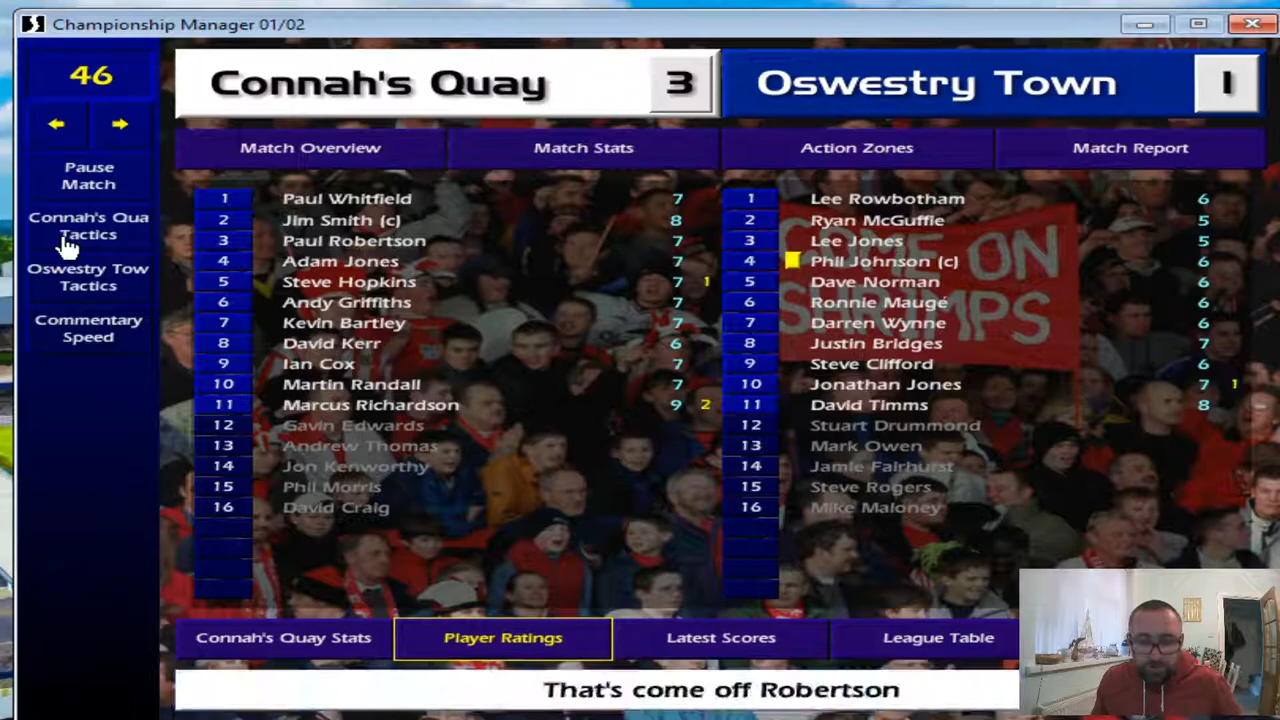 Championship Manager 01/02
46
Connah's Quay 3
Oswestry Town 1
Match Overview
Match Stats
Action Zones
Match Report
Pause
Match
Connah's Qua
Tactics
Oswestry Tow
Tactics
Commentary
Speed
1 Paul Whitfield 7
2 Jim Smith (c) 8
3 Paul Robertson 7
4 Adam Jones 7
5 Steve Hopkins 7 1
6 Andy Griffiths 7
7 Kevin Bartley 7
8 David Kerr 6
9 Ian Cox 7
10 Martin Randall 7
11 Marcus Richardson 9 2
12 Gavin Edwards
13 Andrew Thomas
14 Jon Kenworthy
15 Phil Morris
16 David Craig
1 Lee Rowbotham 6
2 Ryan McGuffie 5
3 Lee Jones 5
4 Phil Johnson (c) 6
5 Dave Norman 6
6 Ronnie Maugé 6
7 Darren Wynne 6
8 Justin Bridges 7
9 Steve Clifford 6
10 Jonathan Jones 7 1
11 David Timms 8
12 Stuart Drummond
13 Mark Owen
14 Jamie Fairhurst
15 Steve Rogers
16 Mike Maloney
COME ON
SHRIMPS
Connah's Quay Stats
Player Ratings
Latest Scores
League Table
That's come off Robertson